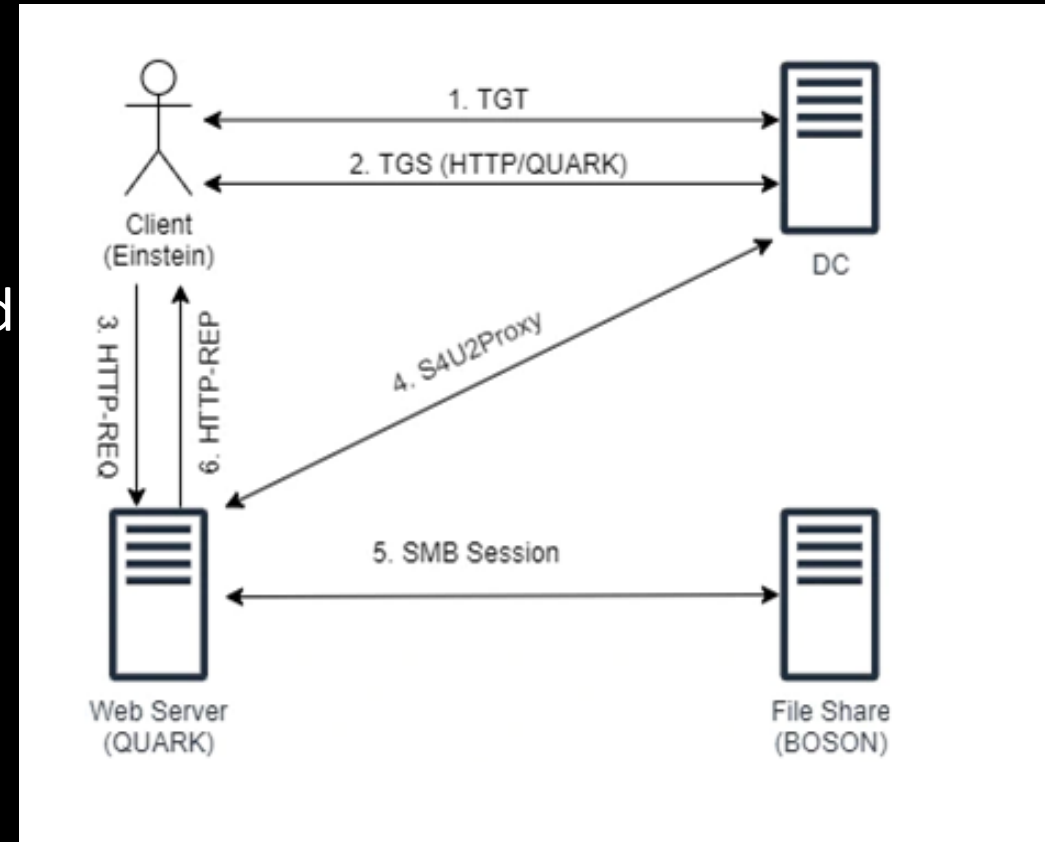 1. TGT
2. TGS (HTTP/QUARK)
Client
(Einstein)
DC
d
3. HTTP-REQ
6. HTTP-REP
4. S4U2Proxy
5. SMB Session
Web Server
(QUARK)
File Share
(BOSON)